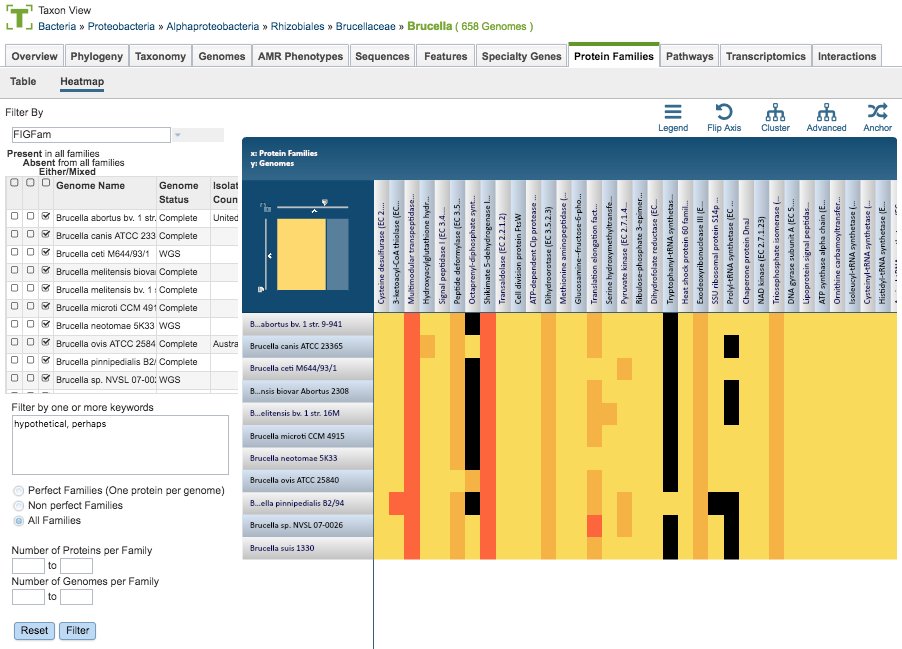 Taxon View
Bacteria » Proteobacteria » Alphaproteobacteria » Rhizobiales » Brucellaceae » Brucella ( 658 Genomes )
Overview Phylogeny Taxonomy Genomes AMR Phenotypes Sequences Features Specialty Genes Protein Families Pathways Transcriptomics Interactions
Table Heatmap
Filter By
FIGFam
Legend Flip Axis Cluster Advanced Anchor
Present in all families
Absent from all families
Either/Mixed
Genome Name Genome Status Isolat Coun
Brucella abortus bv. 1 str. Complete United
Brucella canis ATCC 233 Complete
Brucella ceti M644/93/1 WGS
Brucella melitensis biova Complete
Brucella melitensis bv. 1 s Complete
Brucella microti CCM 491 Complete
Brucella neotomae 5K33 WGS
Brucella ovis ATCC 2584 Complete Austra
Brucella pinnipedialis B2/ Complete
Brucella sp. NVSL 07-002 WGS
Filter by one or more keywords
hypothetical, perhaps
Perfect Families (One protein per genome)
Non perfect Families
All Families
Number of Proteins per Family
to
Number of Genomes per Family
to
Reset Filter
x: Protein Families
y: Genomes
Cysteine desulfurase (EC 2....
3-ketoacyl-CoA thiolase (EC...
Multimodular transpeptidase...
Hydroxyacylglutathione hydr...
Signal peptidase I (EC 3.4....
Peptide deformylase (EC 3.5...
Octaprenyl-diphosphate synt...
Shikimate 5-dehydrogenase I...
Transaldolase (EC 2.2.1.2)
Cell division protein FtsW
ATP-dependent Clp protease ...
Dihydroorotase (EC 3.5.2.3)
Methionine aminopeptidase (...
Glucosamine--fructose-6-pho...
Translation elongation fact...
Serine hydroxymethyltransfe...
Pyruvate kinase (EC 2.7.1.4...
Ribulose-phosphate 3-epimer...
Dihydrofolate reductase (EC...
Tryptophanyl-tRNA synthetas...
Heat shock protein 60 famil...
Exodeoxyribonuclease III (E...
SSU ribosomal protein S14p ...
Prolyl-tRNA synthetase (EC ...
Chaperone protein DnaJ
NAD kinase (EC 2.7.1.23)
Triosephosphate isomerase (...
DNA gyrase subunit A (EC 5....
Lipoprotein signal peptidas...
ATP synthase alpha chain (E...
Ornithine carbamoyltransfer...
Isoleucyl-tRNA synthetase (...
Cysteinyl-tRNA synthetase (...
Histidyl-tRNA synthetase (E...
B...abortus bv. 1 str. 9-941
Brucella canis ATCC 23365
Brucella ceti M644/93/1
B...nsis biovar Abortus 2308
B...elitensis bv. 1 str. 16M
Brucella microti CCM 4915
Brucella neotomae 5K33
Brucella ovis ATCC 25840
B...ella pinnipedialis B2/94
Brucella sp. NVSL 07-0026
Brucella suis 1330